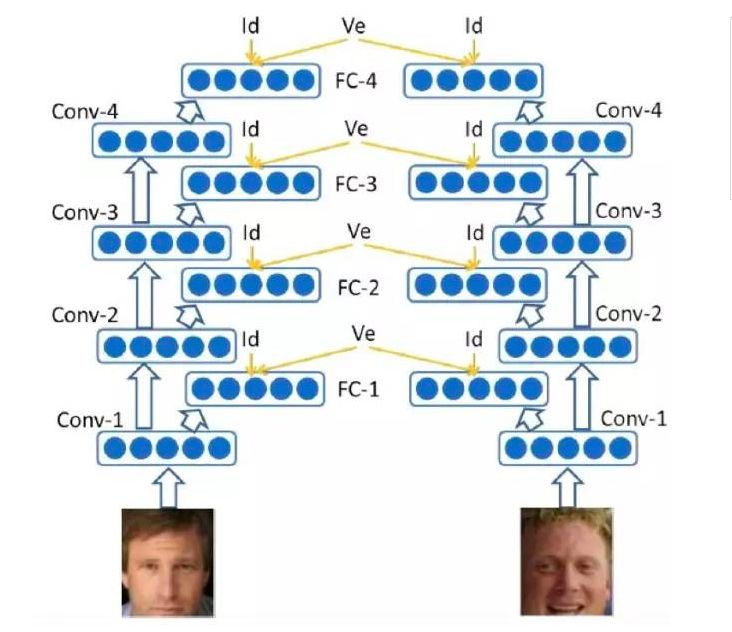 Id Ve Id
FC-4
Conv-4 Conv-4
Id Ve Id
FC-3
Conv-3 Conv-3
Id Ve Id
FC-2
Conv-2 Conv-2
Id Ve Id
FC-1
Conv-1 Conv-1